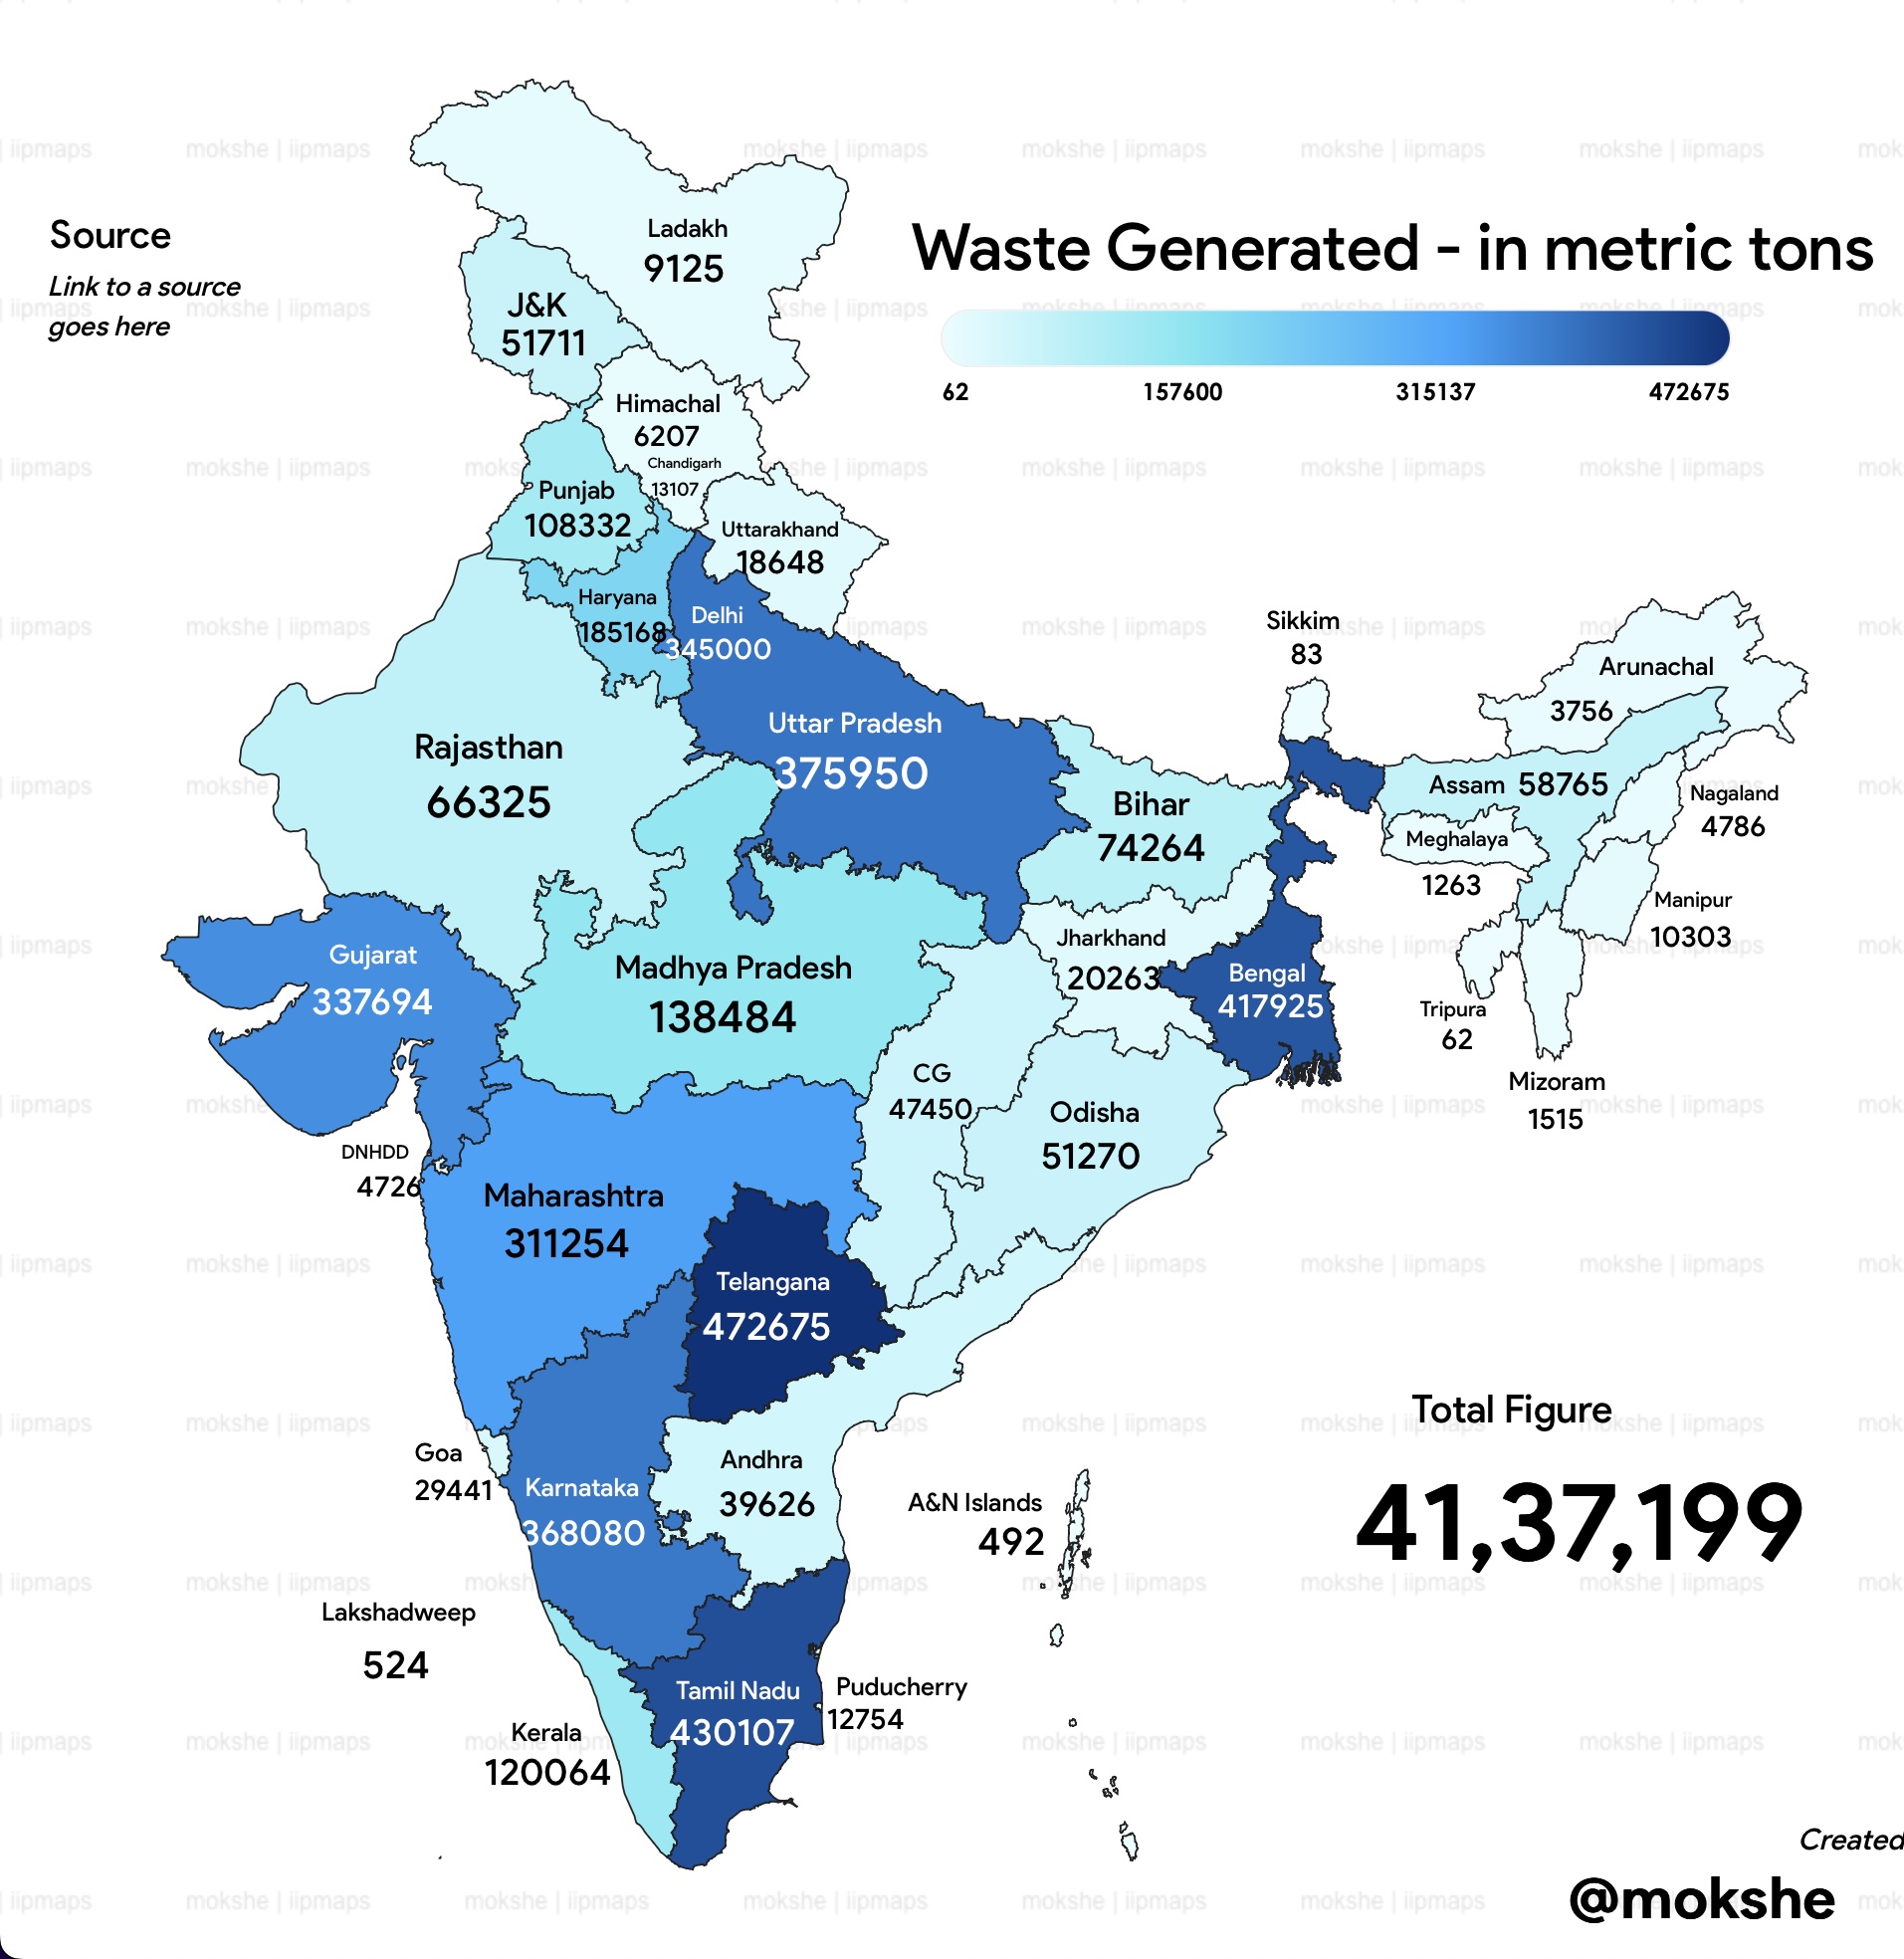 Source
Link to a source
goes here
Waste Generated - in metric tons
62 157600 315137 472675
Ladakh
9125
J&K
51711
Himachal
6207
Chandigarh
13107
Punjab
108332
Uttarakhand
18648
Haryana
185168
Delhi
345000
Sikkim
83
Arunachal
3756
Uttar Pradesh
375950
Rajasthan
66325
Bihar
74264
Assam 58765
Nagaland
4786
Meghalaya
1263
Manipur
10303
Jharkhand
20263
Bengal
417925
Gujarat
337694
Madhya Pradesh
138484
Tripura
62
Mizoram
1515
CG
47450
Odisha
51270
DNHDD
4726
Maharashtra
311254
Telangana
472675
Total Figure
41,37,199
Goa
29441
Karnataka
368080
Andhra
39626
A&N Islands
492
Lakshadweep
524
Tamil Nadu
430107
Puducherry
12754
Kerala
120064
Created
@mokshe
mokshe | iipmaps